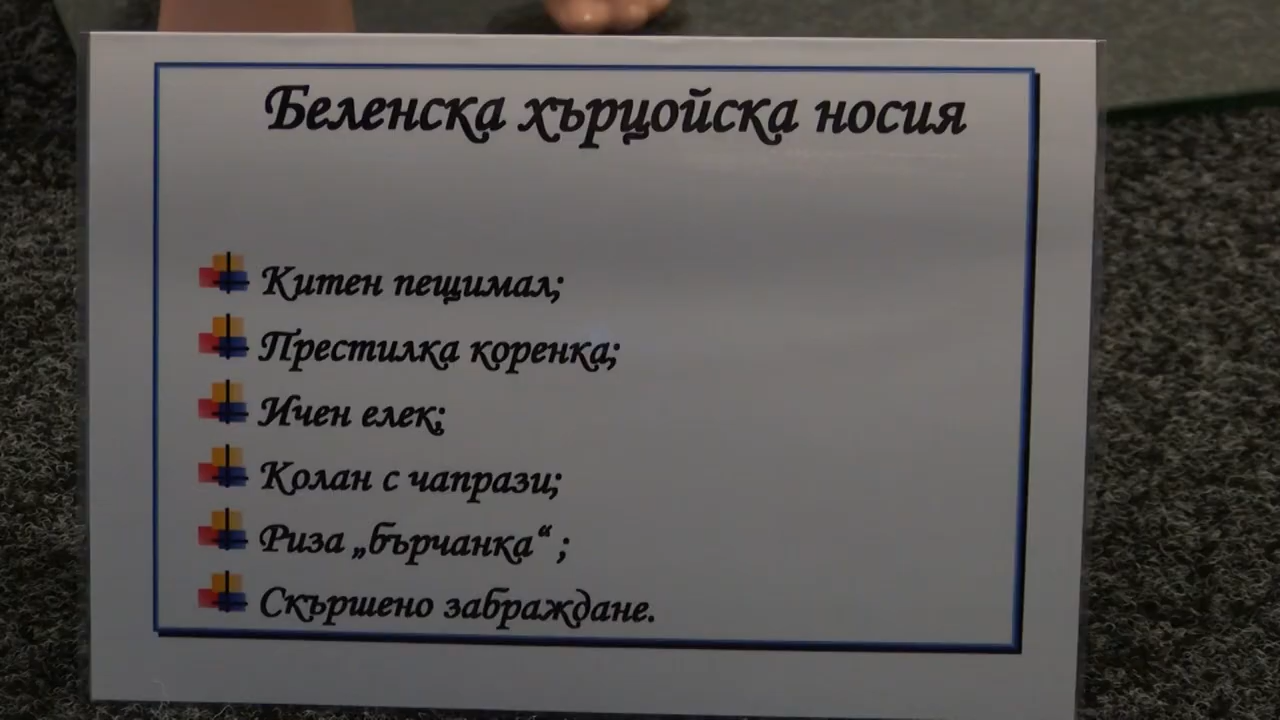 Беленска хърцойска носия
Китен пещимал;
Престилка коренка;
Ичен елек;
Колан с чапрази;
Риза „бърчанка“ ;
Скършено забраждане.